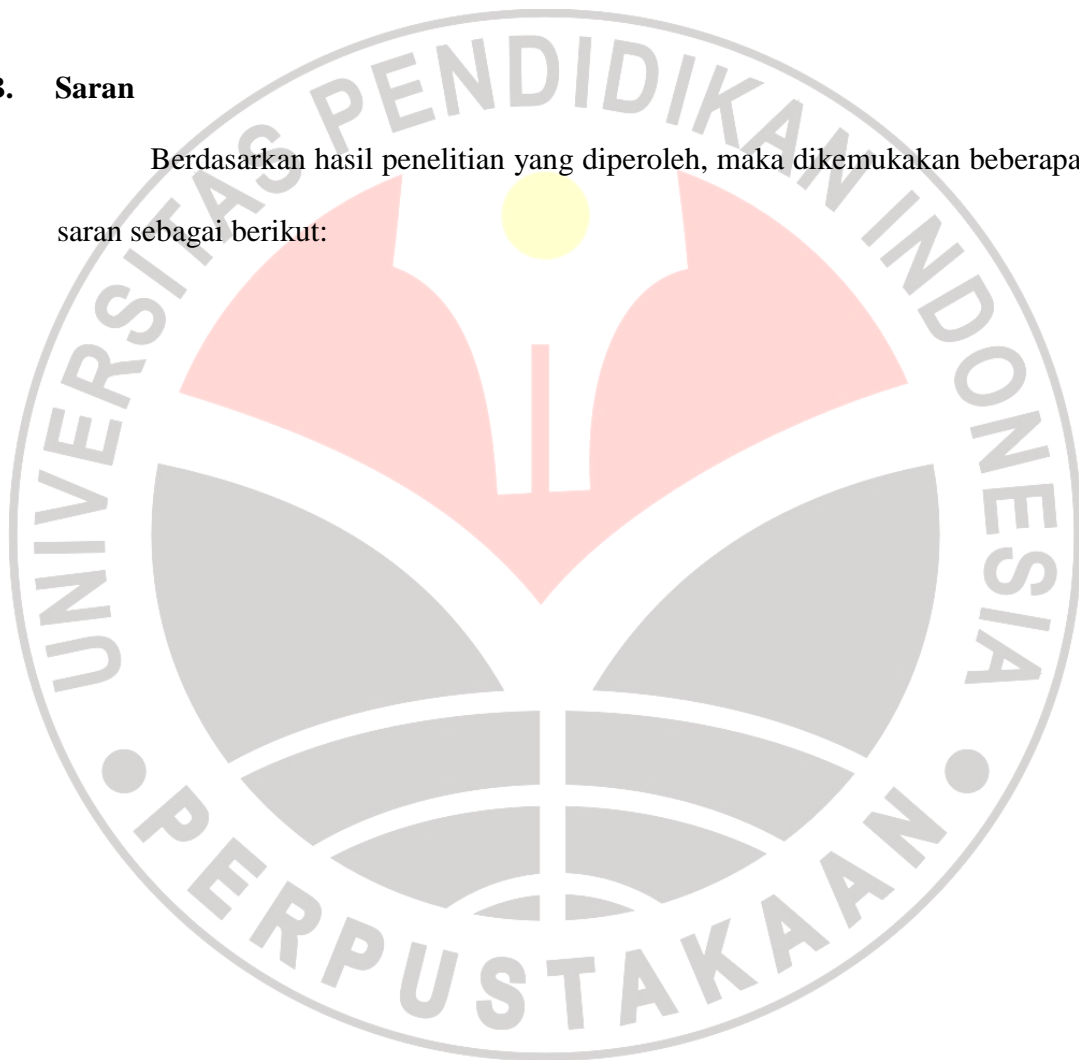 B. Saran
Berdasarkan hasil penelitian yang diperoleh, maka dikemukakan beberapa
saran sebagai berikut:
UNIVERSITAS PENDIDIKAN INDONESIA
PERPUSTAKAAN